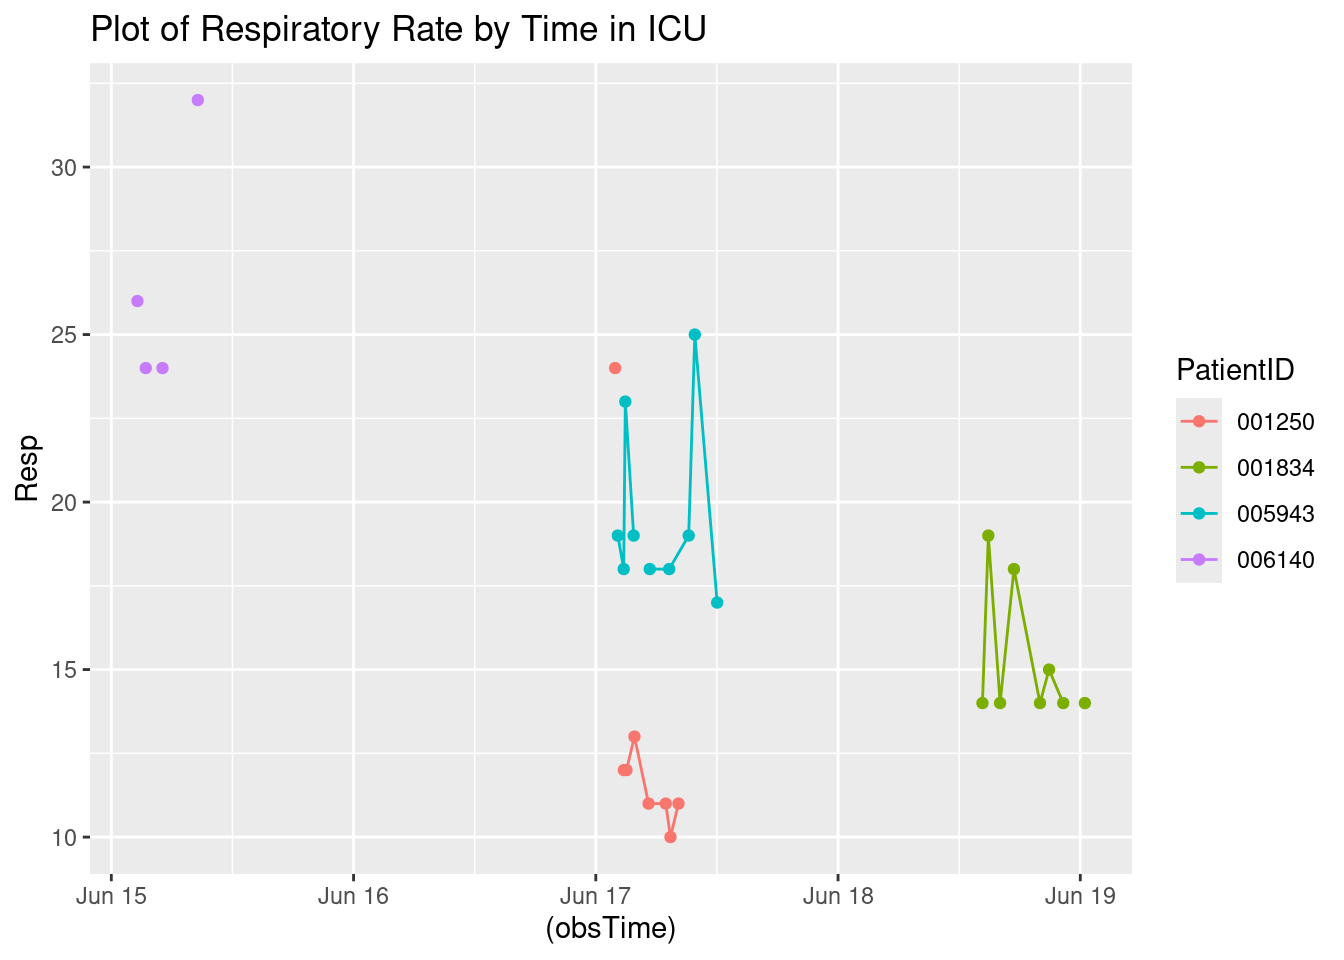 Plot of Respiratory Rate by Time in ICU
30
25
20
15
10
Resp
Jun 15 Jun 16 Jun 17 Jun 18 Jun 19
(obsTime)
PatientID
001250
001834
005943
006140